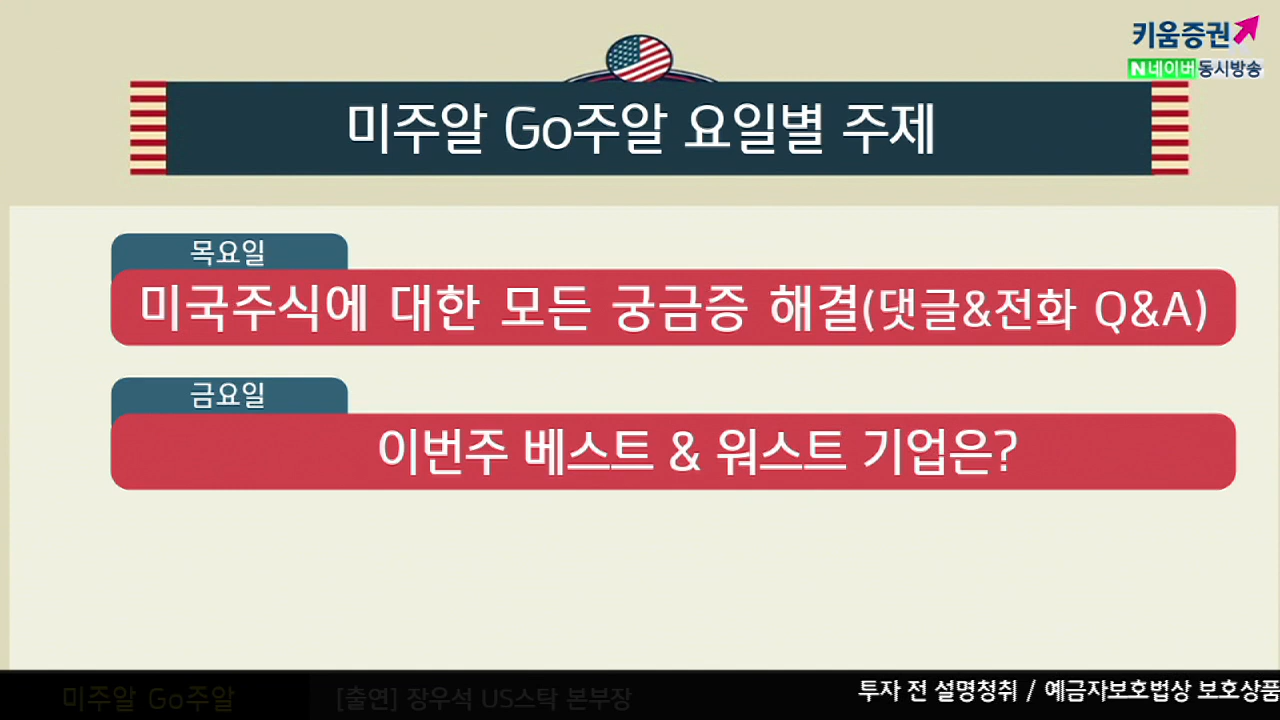 키움증권
N네이버 동시방송
미주알 Go주알 요일별 주제
목요일
미국주식에 대한 모든 궁금증 해결(댓글&전화 Q&A)
금요일
이번주 베스트 & 워스트 기업은?
미주알 Go주알 [출연] 장우석 US스탁 본부장 투자 전 설명청취 / 예금자보호법상 보호상품